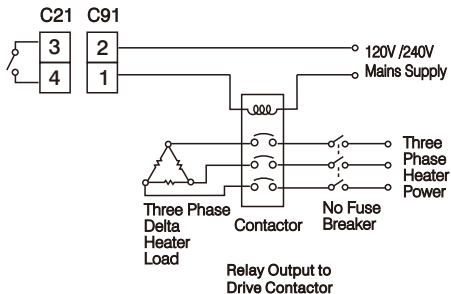 C21 C91
3 2
4 1
120V /240V
Mains Supply
Three
Phase
Heater
Power
Three Phase
Delta
Heater
Load
Contactor
No Fuse
Breaker
Relay Output to
Drive Contactor